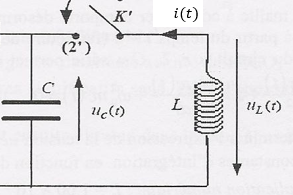 K'
i(t)
(2')
C
u_c(t)
L
u_L(t)